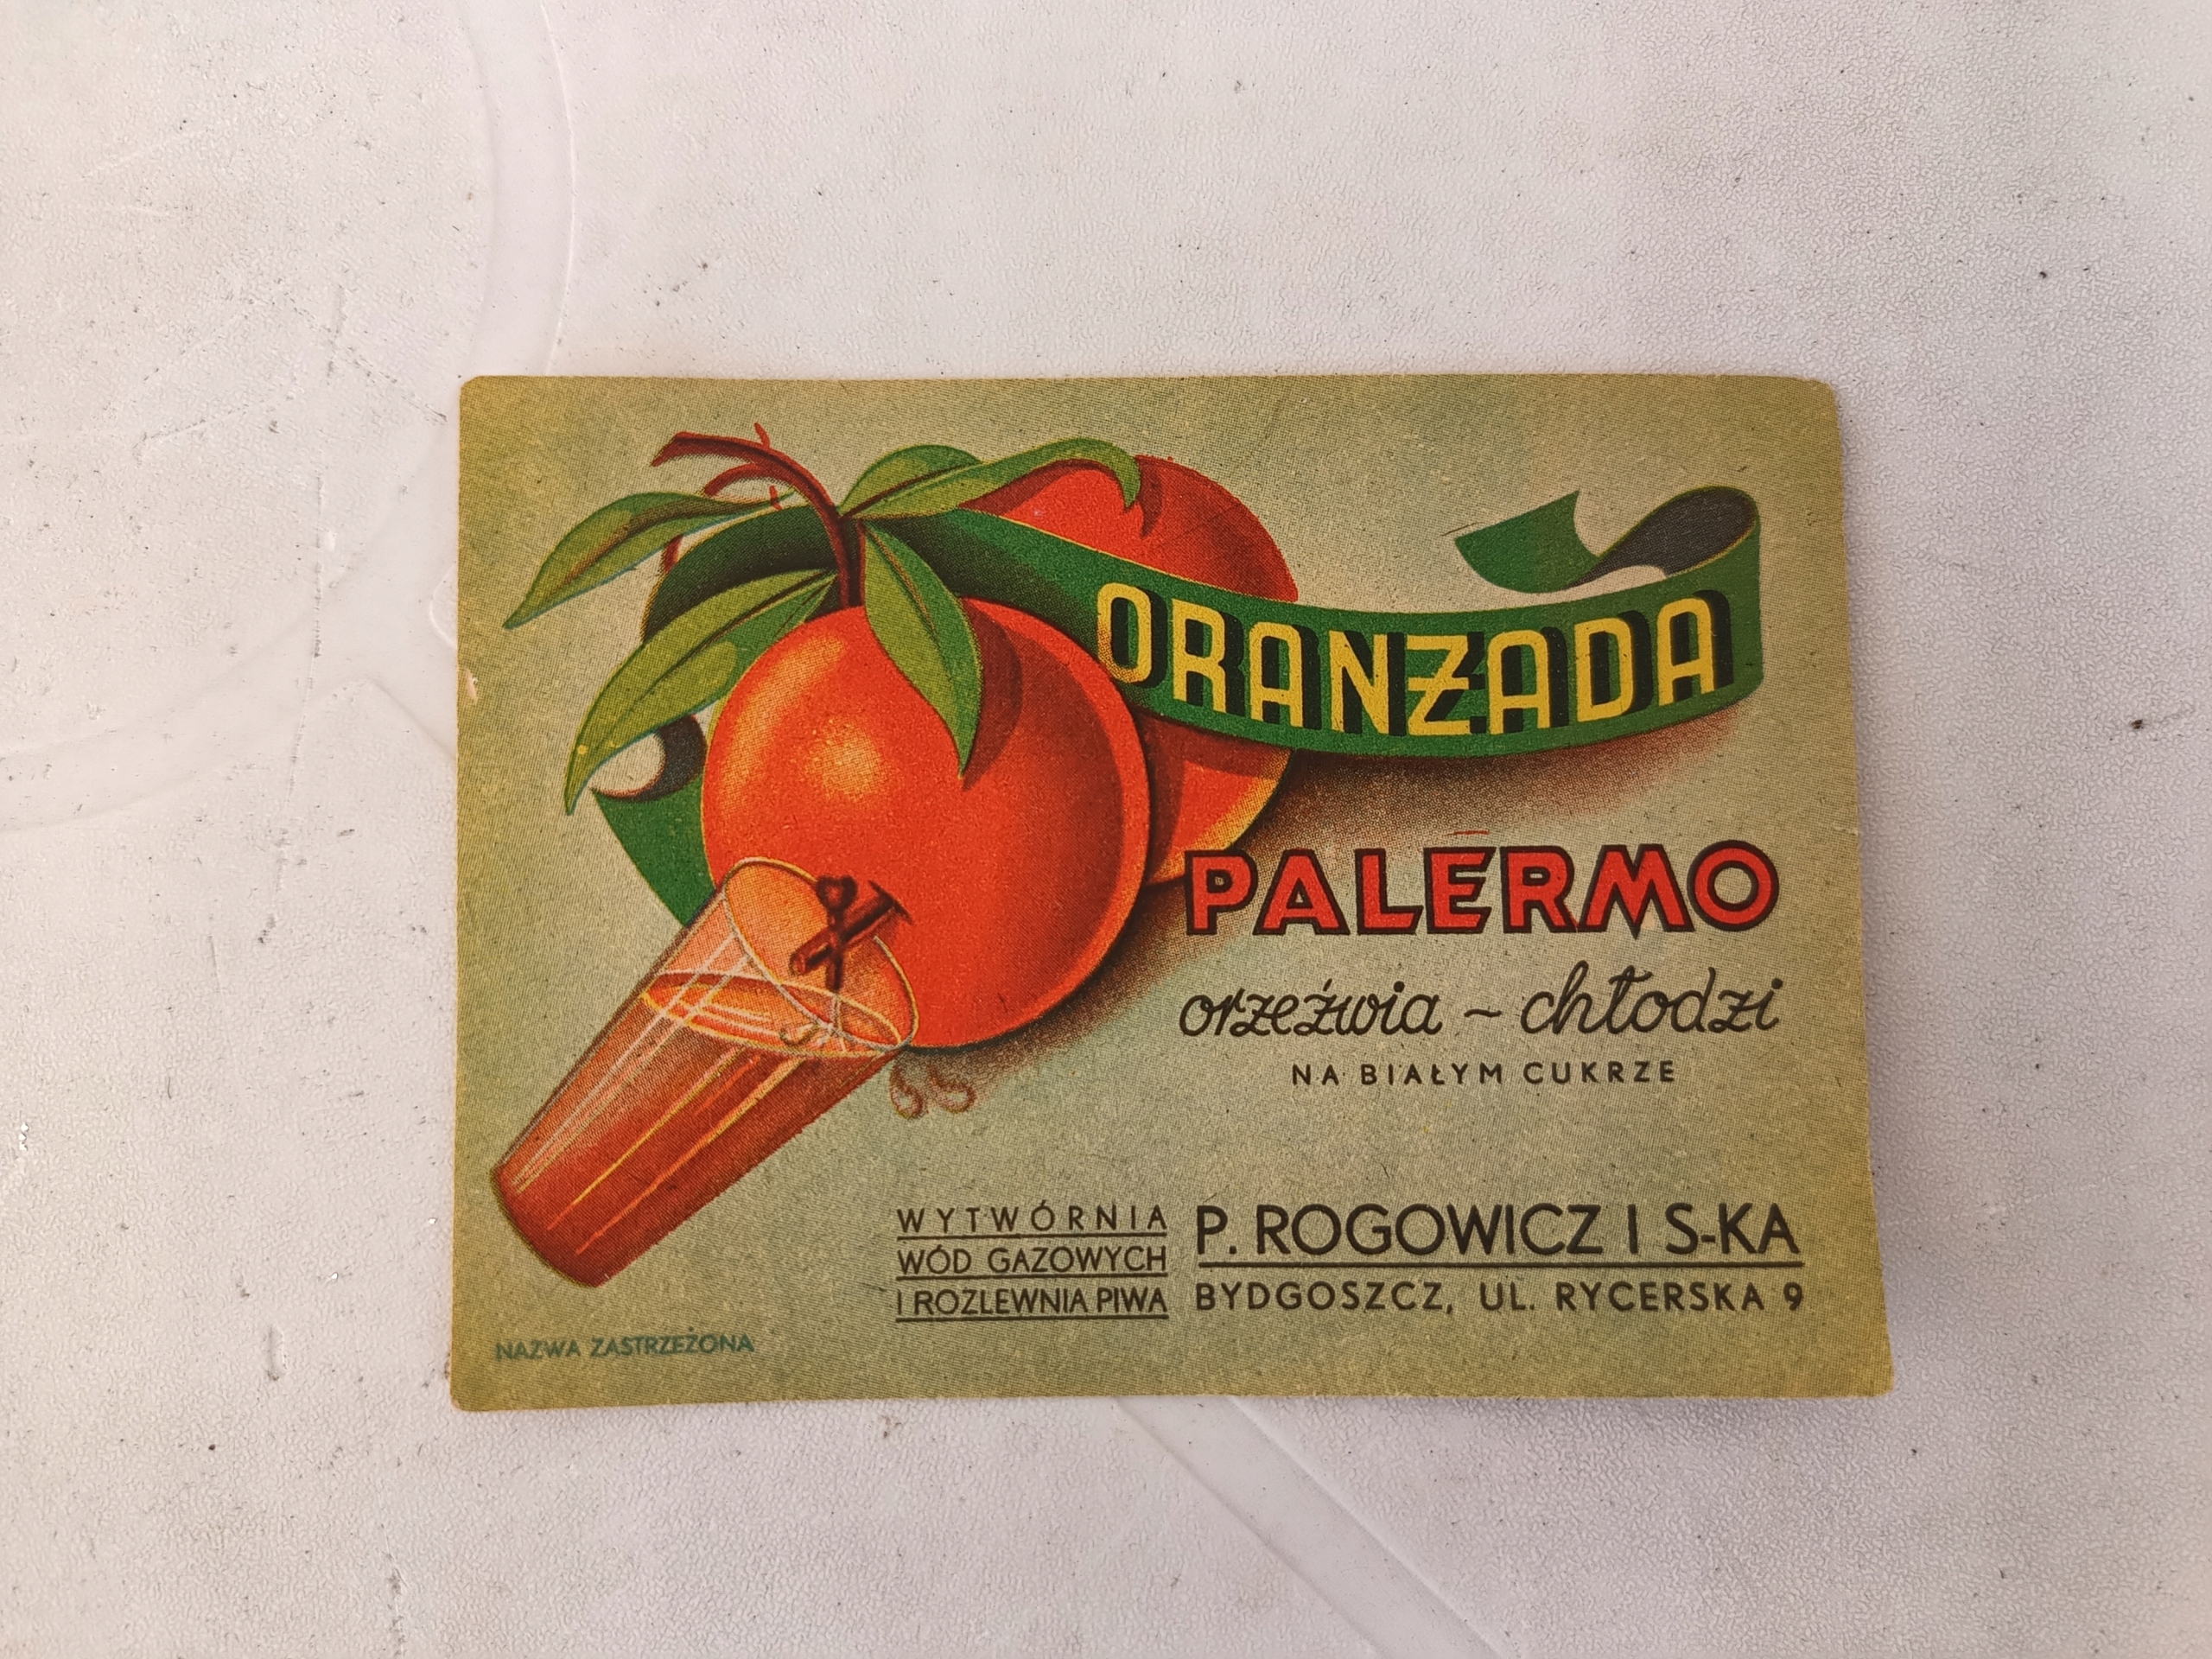 ORANŻADA
PALERMO
orzeźwia ~ chłodzi
NA BIAŁYM CUKRZE
WYTWÓRNIA
WÓD GAZOWYCH
I ROZLEWNIA PIWA
P. ROGOWICZ I S-KA
BYDGOSZCZ, UL. RYCERSKA 9
NAZWA ZASTRZEŻONA